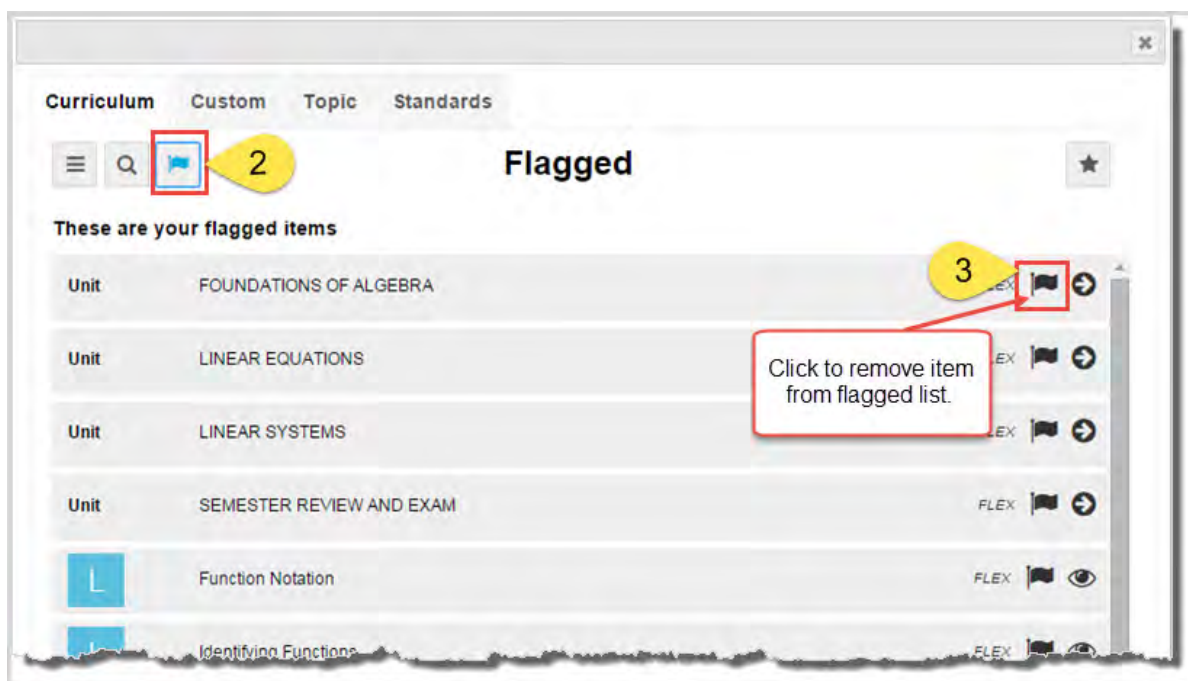 Curriculum Custom Topic Standards
2
Flagged
These are your flagged items
3
Unit FOUNDATIONS OF ALGEBRA
Unit LINEAR EQUATIONS
Click to remove item
from flagged list.
Unit LINEAR SYSTEMS
Unit SEMESTER REVIEW AND EXAM FLEX
L Function Notation FLEX
Identifying Functions FLEX